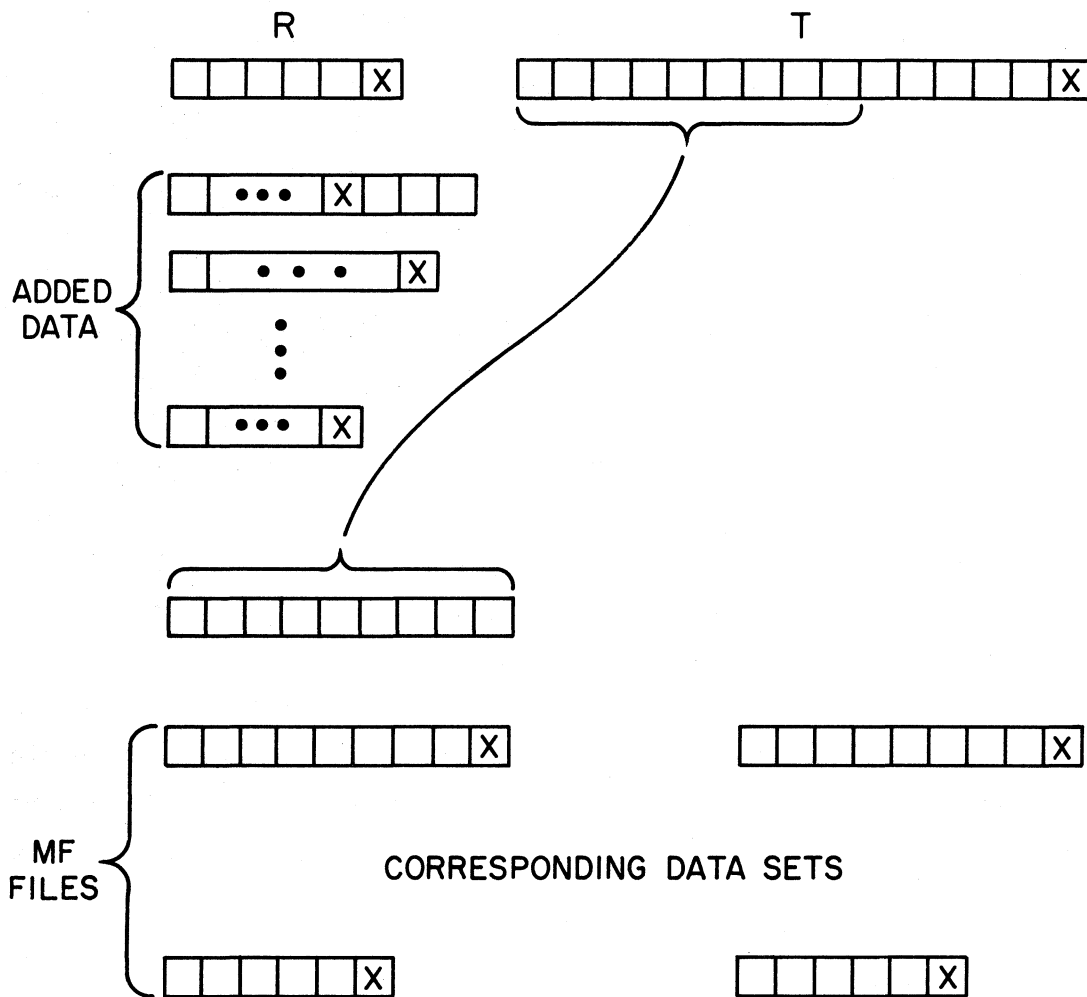 R T
X X
X
ADDED
DATA
X
X
X X
MF
FILES
CORRESPONDING DATA SETS
X X